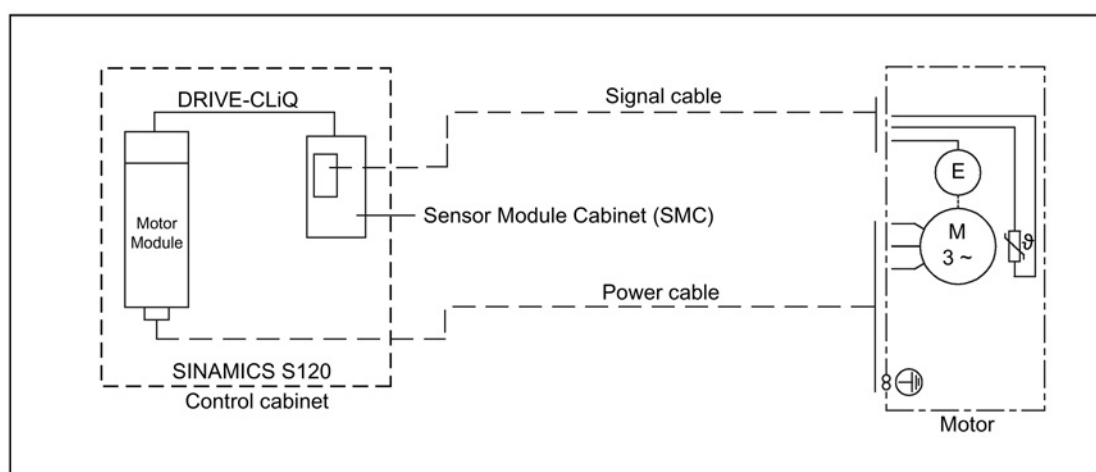 DRIVE-CLiQ
Signal cable
E
Motor
Module
Sensor Module Cabinet (SMC)
M
3 ~
ϑ
Power cable
SINAMICS S120
Control cabinet
Motor